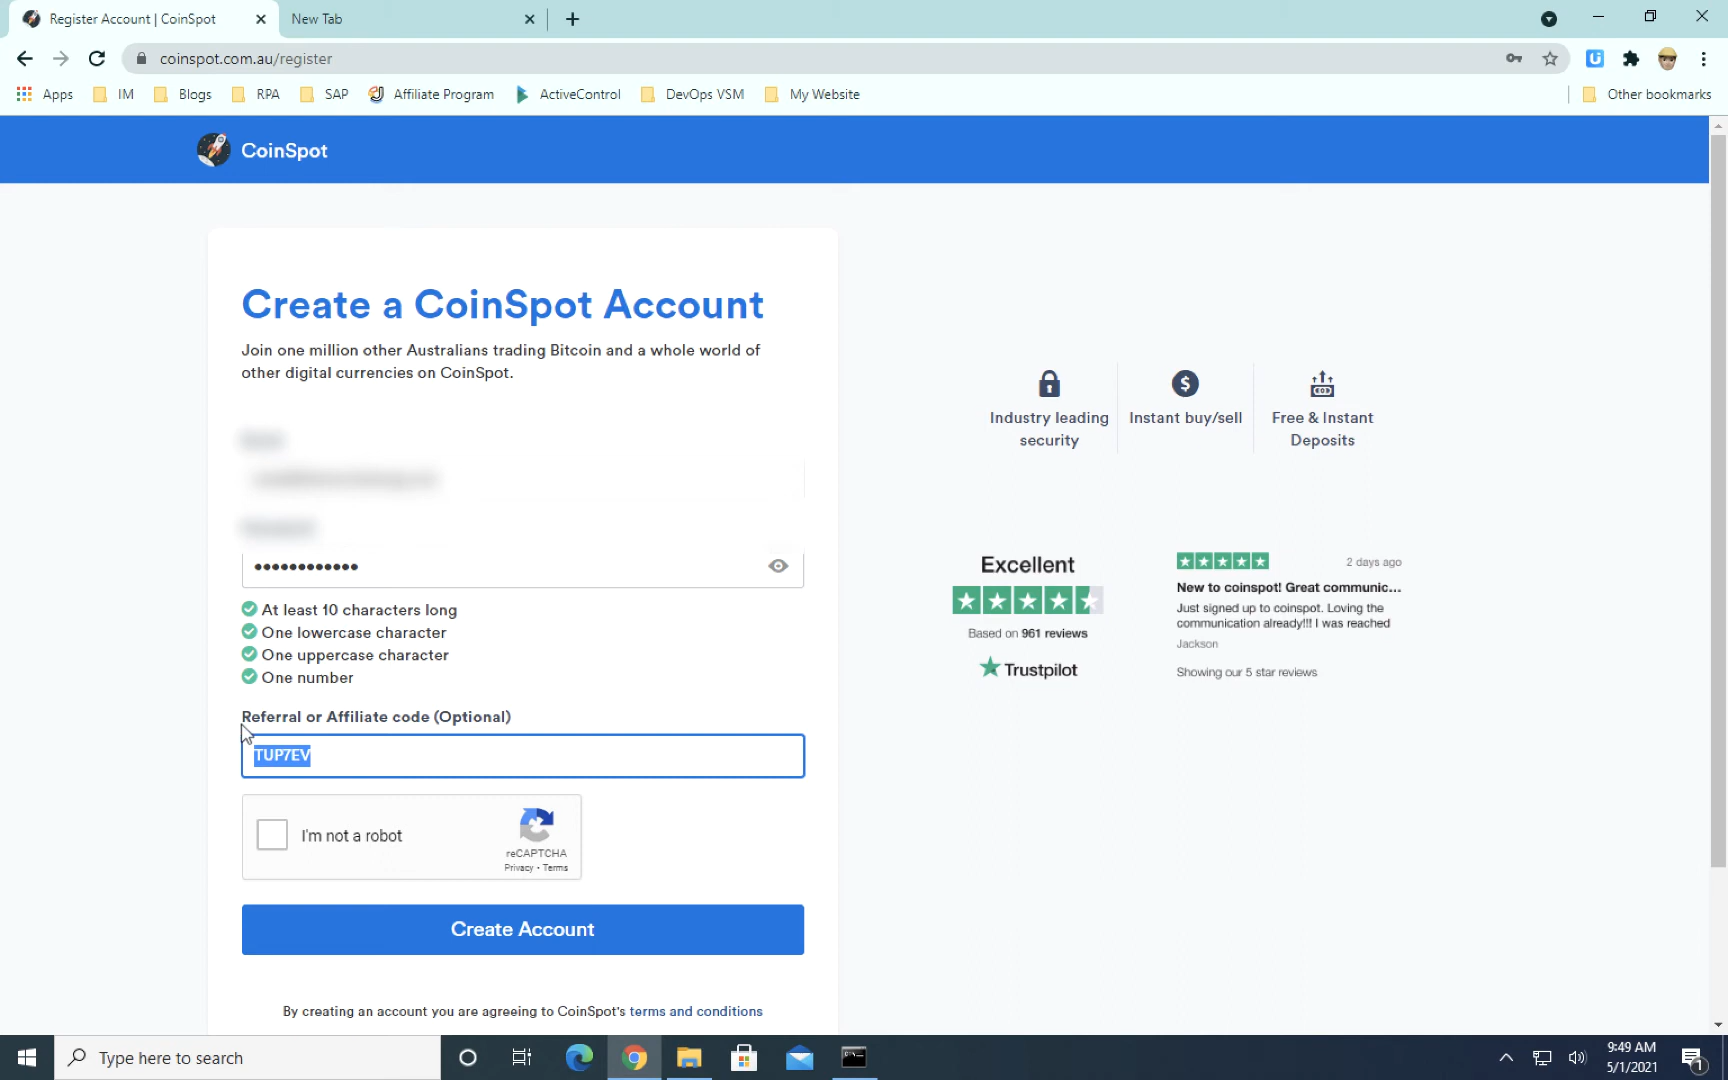 Register Account | CoinSpot
New Tab
coinspot.com.au/register
Apps
IM
Blogs
RPA
SAP
Affiliate Program
ActiveControl
DevOps VSM
My Website
Other bookmarks
CoinSpot
Create a CoinSpot Account
Join one million other Australians trading Bitcoin and a whole world of
other digital currencies on CoinSpot.
At least 10 characters long
One lowercase character
One uppercase character
One number
Referral or Affiliate code (Optional)
TUP7EV
I'm not a robot
reCAPTCHA
Privacy • Terms
Create Account
By creating an account you are agreeing to CoinSpot's terms and conditions
Industry leading
security
Instant buy/sell
Free & Instant
Deposits
Excellent
Based on 961 reviews
Trustpilot
2 days ago
New to coinspot! Great communic...
Just signed up to coinspot. Loving the
communication already!!! I was reached
Jackson
Showing our 5 star reviews
Type here to search
9:49 AM
5/1/2021
1